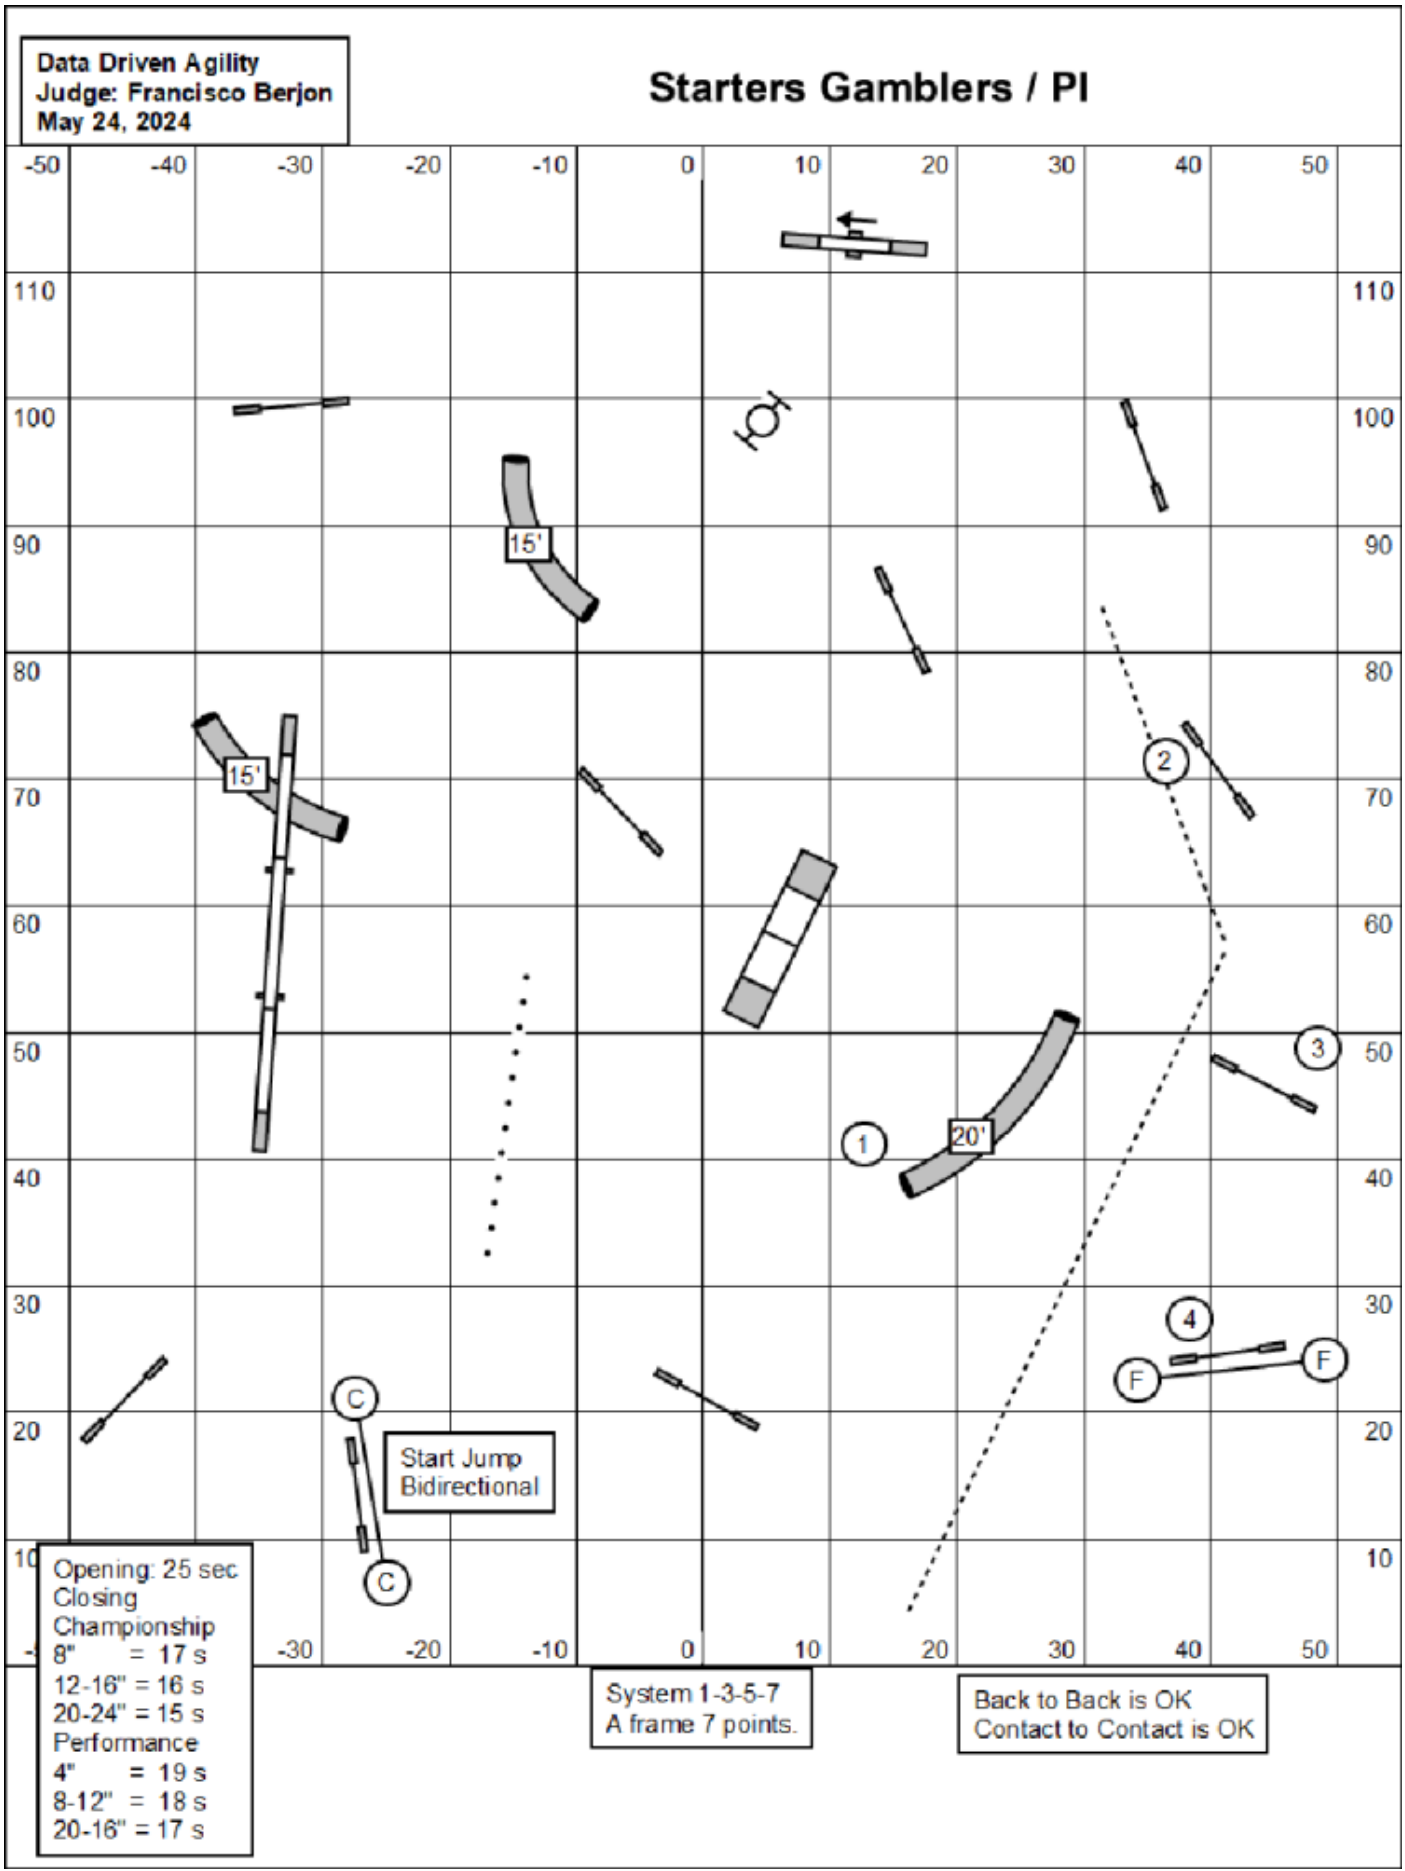 Data Driven Agility
Judge: Francisco Berjon
May 24, 2024
Starters Gamblers / PI
-50 -40 -30 -20 -10 0 10 20 30 40 50
110 110
100 100
90 90
15'
80 80
2
15'
70 70
60 60
50 3 50
1 20'
40 40
30 30
4
F F
C
20 20
Start Jump
Bidirectional
10 10
C
Opening: 25 sec
Closing
Championship
8" = 17 s
12-16" = 16 s
20-24" = 15 s
Performance
4" = 19 s
8-12" = 18 s
20-16" = 17 s
-30 -20 -10 0 10 20 30 40 50
System 1-3-5-7
A frame 7 points.
Back to Back is OK
Contact to Contact is OK